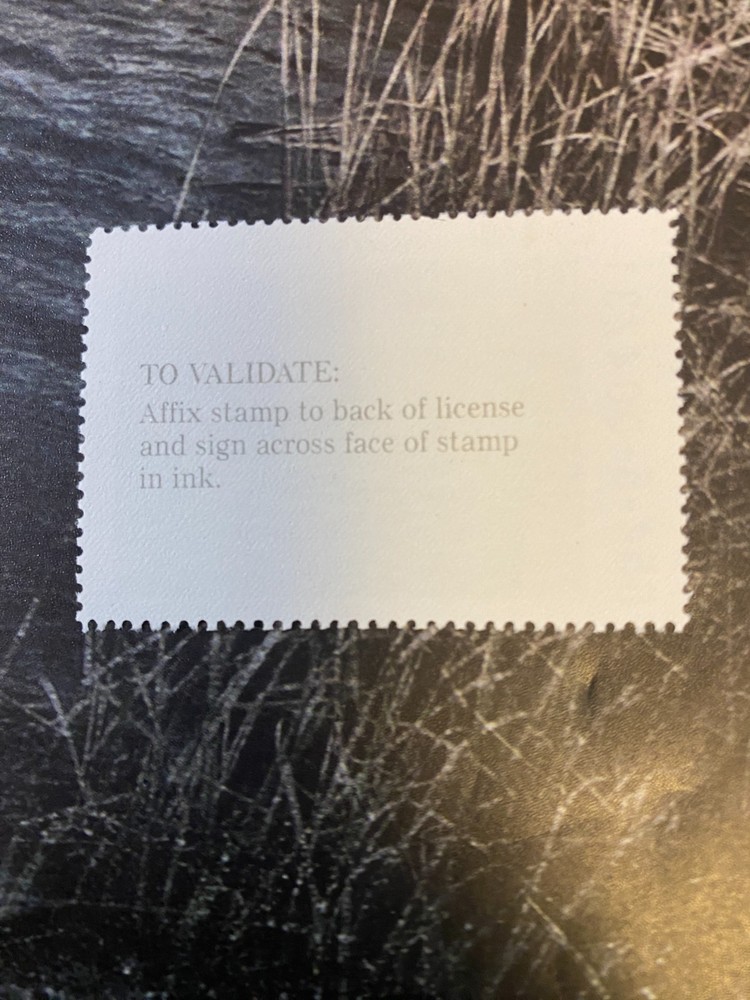 TO VALIDATE:
Affix stamp to back of license
and sign across face of stamp
in ink.